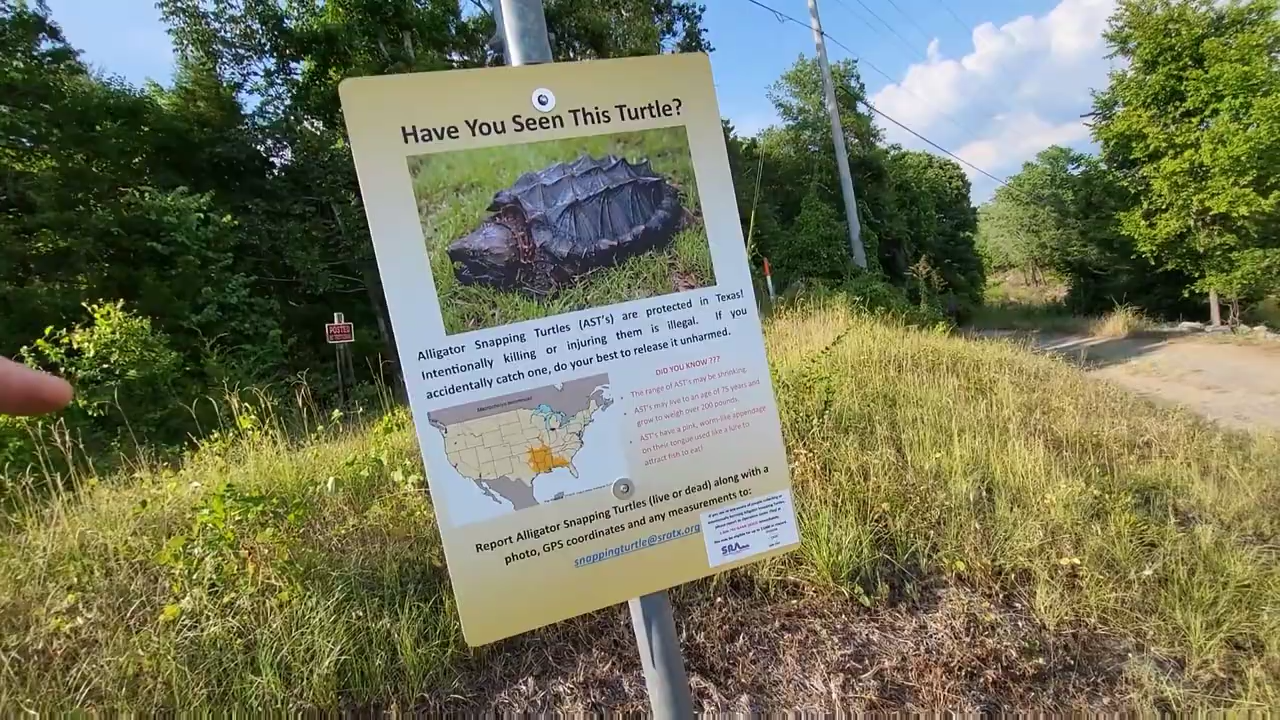 Have You Seen This Turtle?
Alligator Snapping Turtles (AST's) are protected in Texas!
Intentionally killing or injuring them is illegal. If you
accidentally catch one, do your best to release it unharmed.
DID YOU KNOW ???
• The range of AST's may be shrinking.
• AST's may live to an age of 75 years and
grow to weigh over 200 pounds.
• AST's have a pink, worm-like appendage
on their tongue used like a lure to
attract fish to eat!
Report Alligator Snapping Turtles (live or dead) along with a
photo, GPS coordinates and any measurements to:
snappingturtle@sratx.org
SRA
POSTED